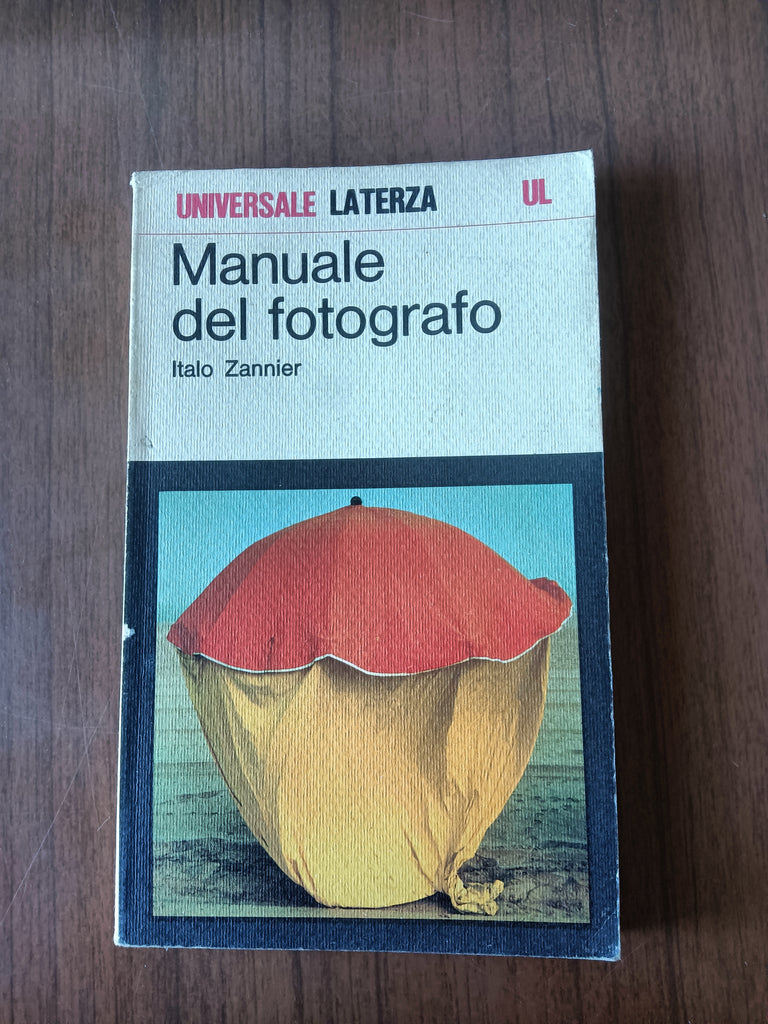 UNIVERSALE LATERZA UL
Manuale
del fotografo
Italo Zannier